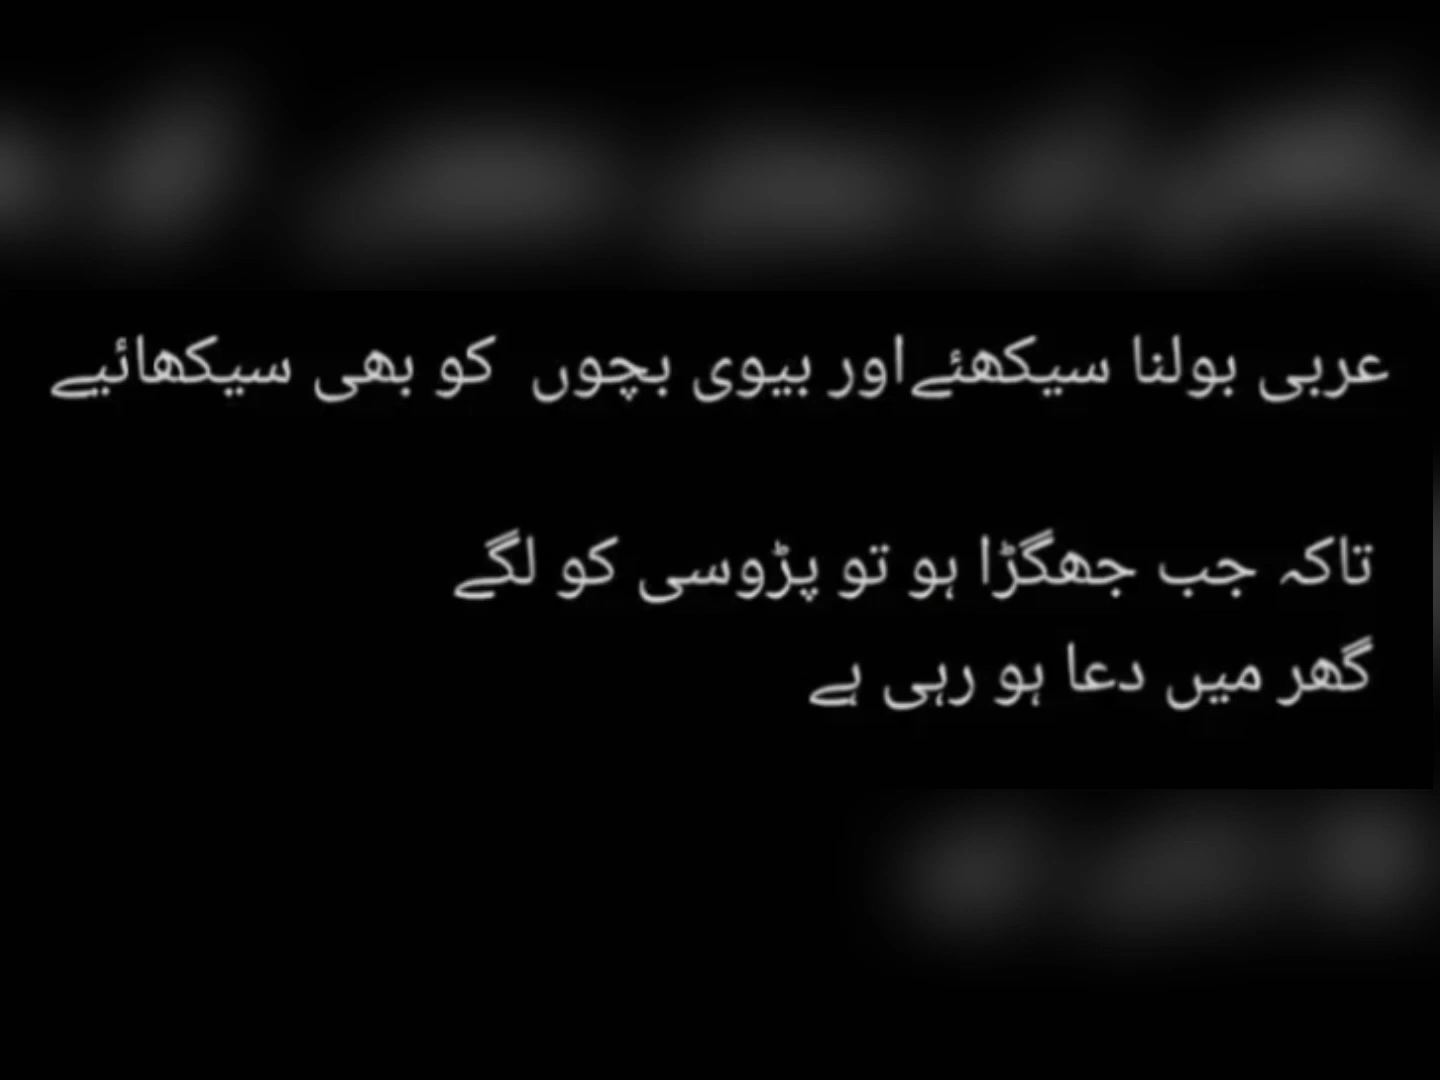 عربی بولنا سیکھئےاور بیوی بچوں کو بھی سیکھائیے
تاکہ جب جھگڑا ہو تو پڑوسی کو لگے
گھر میں دعا ہو رہی ہے